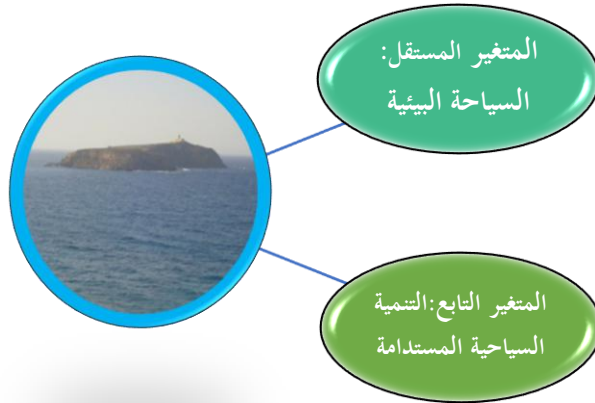 المتغير المستقل:
السياحة البيئية
المتغير التابع:التنمية
السياحية المستدامة